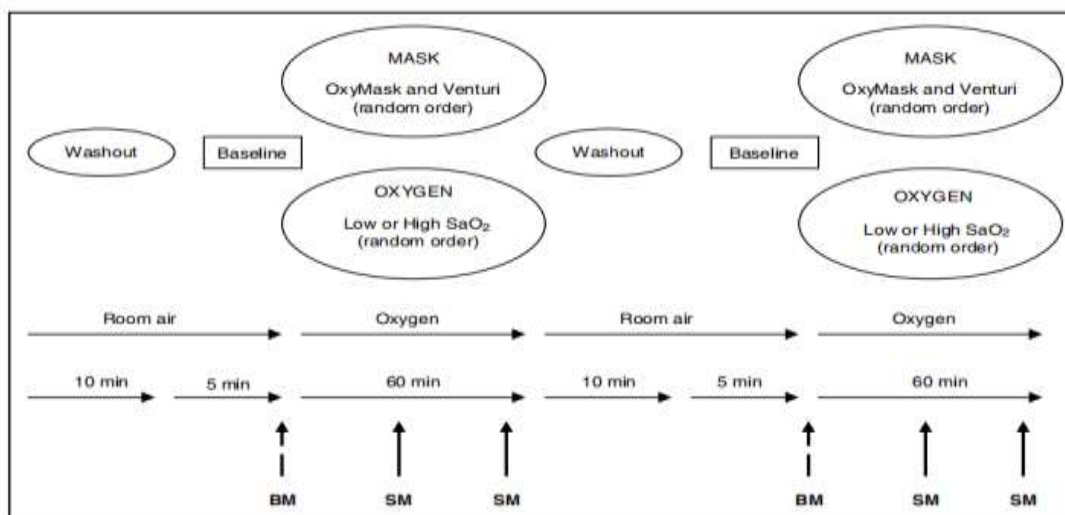 MASK
OxyMask and Venturi
(random order)
Washout
Baseline
OXYGEN
Low or High SaO₂
(random order)
MASK
OxyMask and Venturi
(random order)
Washout
Baseline
OXYGEN
Low or High SaO₂
(random order)
Room air
Oxygen
Room air
Oxygen
10 min
5 min
60 min
10 min
5 min
60 min
BM
SM
SM
BM
SM
SM